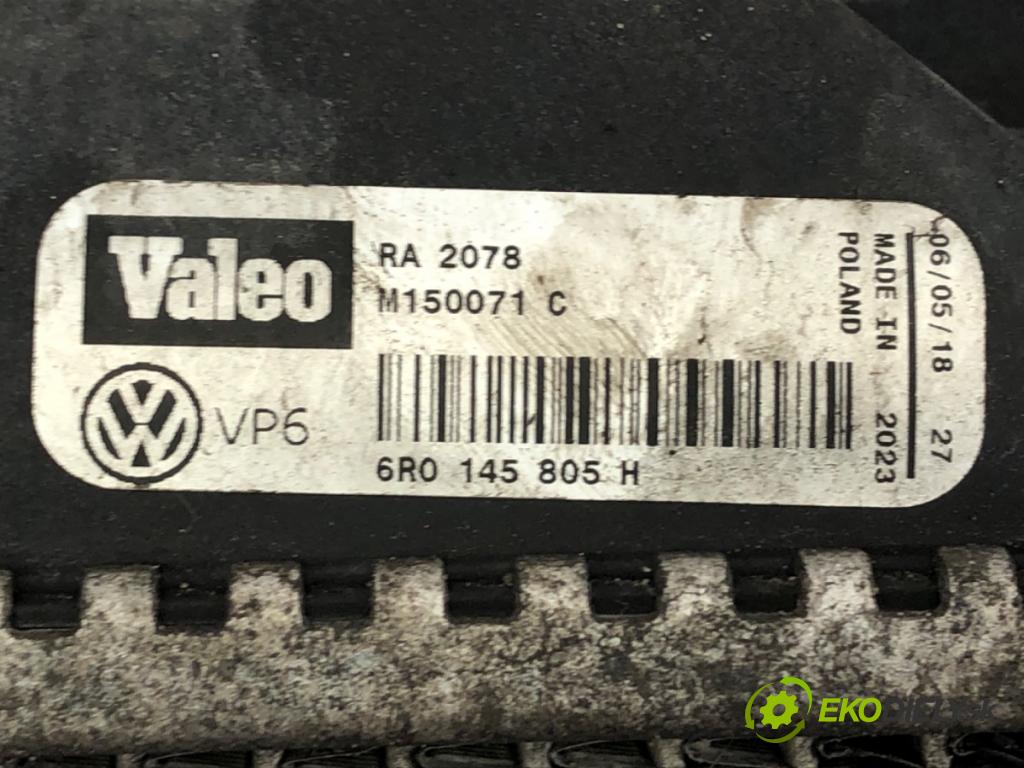 Valeo
RA 2078
M150071 C
VP6
6R0 145 805 H
06/05/18 27
MADE IN 2023
POLAND
EKO